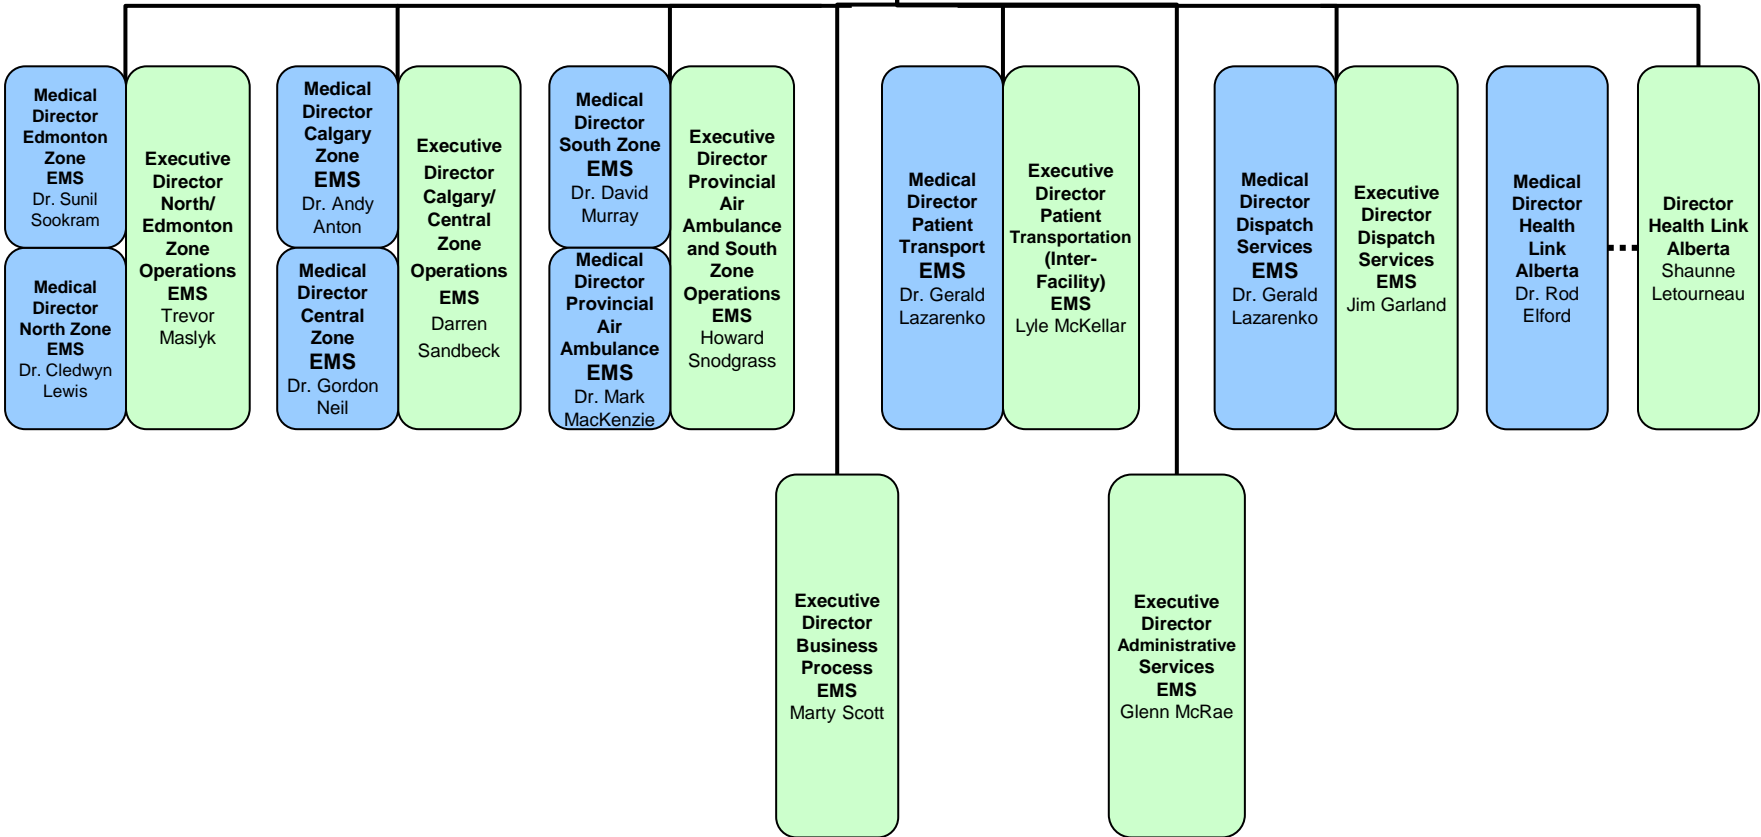 Medical
Director
Edmonton
Zone
EMS
Dr. Sunil
Sookram
Medical
Director
North Zone
EMS
Dr. Cledwyn
Lewis
Executive
Director
North/
Edmonton
Zone
Operations
EMS
Trevor
Maslyk
Medical
Director
Calgary
Zone
EMS
Dr. Andy
Anton
Medical
Director
Central
Zone
EMS
Dr. Gordon
Neil
Executive
Director
Calgary/
Central
Zone
Operations
EMS
Darren
Sandbeck
Medical
Director
South Zone
EMS
Dr. David
Murray
Medical
Director
Provincial
Air
Ambulance
EMS
Dr. Mark
MacKenzie
Executive
Director
Provincial
Air
Ambulance
and South
Zone
Operations
EMS
Howard
Snodgrass
Medical
Director
Patient
Transport
EMS
Dr. Gerald
Lazarenko
Executive
Director
Patient
Transportation
(Inter-
Facility)
EMS
Lyle McKellar
Medical
Director
Dispatch
Services
EMS
Dr. Gerald
Lazarenko
Executive
Director
Dispatch
Services
EMS
Jim Garland
Medical
Director
Health
Link
Alberta
Dr. Rod
Elford
Director
Health Link
Alberta
Shaunne
Letourneau
Executive
Director
Business
Process
EMS
Marty Scott
Executive
Director
Administrative
Services
EMS
Glenn McRae